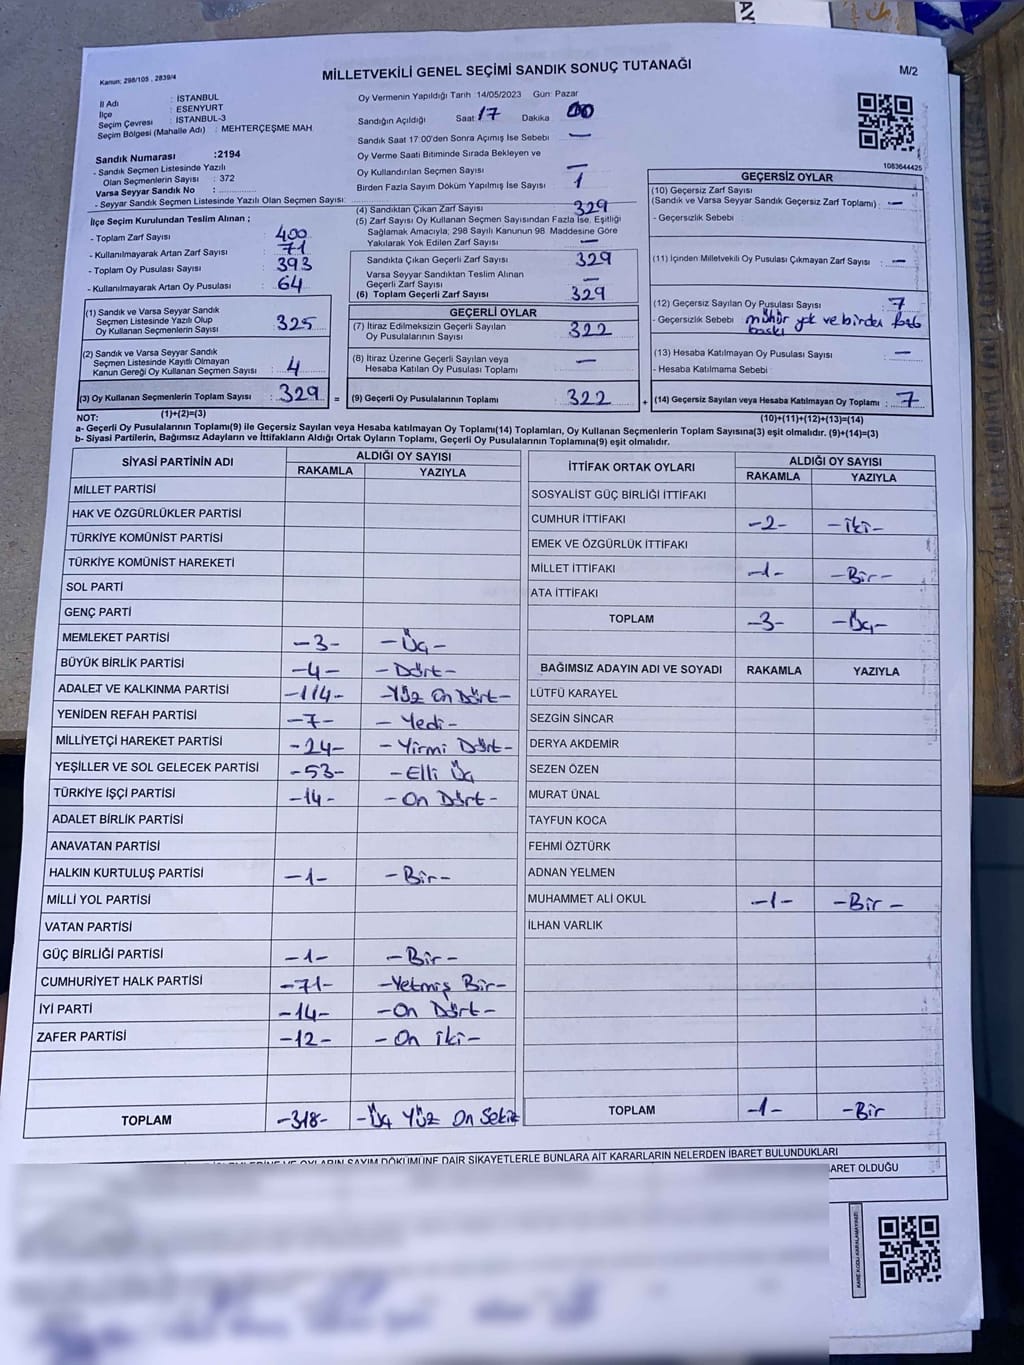 AY
Kanun: 298/105 , 2839/4
MİLLETVEKİLİ GENEL SEÇİMİ SANDIK SONUÇ TUTANAĞI
M/2
İl Adı : İSTANBUL
İlçe : ESENYURT
Seçim Çevresi : İSTANBUL-3
Seçim Bölgesi (Mahalle Adı) : MEHTERÇEŞME MAH
Sandık Numarası :2194
- Sandık Seçmen Listesinde Yazılı
Olan Seçmenlerin Sayısı : 372
Varsa Seyyar Sandık No :
- Seyyar Sandık Seçmen Listesinde Yazılı Olan Seçmen Sayısı:
Oy Vermenin Yapıldığı Tarih 14/05/2023 Gün: Pazar
Sandığın Açıldığı Saat 17 Dakika 00
Sandık Saat 17:00'den Sonra Açımış İse Sebebi —
Oy Verme Saati Bitiminde Sırada Bekleyen ve
Oy Kullandırılan Seçmen Sayısı —
Birden Fazla Sayım Döküm Yapılmış İse Sayısı 1
1083644425
İlçe Seçim Kurulundan Teslim Alınan ;
- Toplam Zarf Sayısı : 400
- Kullanılmayarak Artan Zarf Sayısı : 71
- Toplam Oy Pusulası Sayısı : 393
- Kullanılmayarak Artan Oy Pusulası : 64
(1) Sandık ve Varsa Seyyar Sandık
Seçmen Listesinde Yazılı Olup
Oy Kullanan Seçmenlerin Sayısı : 325
(2) Sandık ve Varsa Seyyar Sandık
Seçmen Listesinde Kayıtlı Olmayan
Kanun Gereği Oy Kullanan Seçmen Sayısı : 4
(3) Oy Kullanan Seçmenlerin Toplam Sayısı : 329 =
(1)+(2)=(3)
(4) Sandıktan Çıkan Zarf Sayısı 329
(5) Zarf Sayısı Oy Kullanan Seçmen Sayısından Fazla İse, Eşitliği
Sağlamak Amacıyla; 298 Sayılı Kanunun 98. Maddesine Göre
Yakılarak Yok Edilen Zarf Sayısı —
Sandıkta Çıkan Geçerli Zarf Sayısı 329
Varsa Seyyar Sandıktan Teslim Alınan
Geçerli Zarf Sayısı —
(6) Toplam Geçerli Zarf Sayısı 329
GEÇERLİ OYLAR
(7) İtiraz Edilmeksizin Geçerli Sayılan
Oy Pusulalarının Sayısı : 322
(8) İtiraz Üzerine Geçerli Sayılan veya
Hesaba Katılan Oy Pusulası Toplamı : —
(9) Geçerli Oy Pusulalarının Toplamı : 322 +
GEÇERSİZ OYLAR
(10) Geçersiz Zarf Sayısı
(Sandık ve Varsa Seyyar Sandık Geçersiz Zarf Toplamı) : —
- Geçersizlik Sebebi
(11) İçinden Milletvekili Oy Pusulası Çıkmayan Zarf Sayısı : —
(12) Geçersiz Sayılan Oy Pusulası Sayısı : 7
- Geçersizlik Sebebi mühür yok ve birden fazla
baskı
(13) Hesaba Katılmayan Oy Pusulası Sayısı : —
- Hesaba Katılmama Sebebi
(14) Geçersiz Sayılan veya Hesaba Katılmayan Oy Toplamı : 7
(10)+(11)+(12)+(13)=(14)
NOT:
a- Geçerli Oy Pusulalarının Toplamı(9) ile Geçersiz Sayılan veya Hesaba katılmayan Oy Toplamı(14) Toplamları, Oy Kullanan Seçmenlerin Toplam Sayısına(3) eşit olmalıdır. (9)+(14)=(3)
b- Siyasi Partilerin, Bağımsız Adayların ve İttifakların Aldığı Ortak Oyların Toplamı, Geçerli Oy Pusulalarının Toplamına(9) eşit olmalıdır.
SİYASİ PARTİNİN ADI ALDIĞI OY SAYISI
RAKAMLA YAZIYLA
MİLLET PARTİSİ
HAK VE ÖZGÜRLÜKLER PARTİSİ
TÜRKİYE KOMÜNİST PARTİSİ
TÜRKİYE KOMÜNİST HAREKETİ
SOL PARTİ
GENÇ PARTİ
MEMLEKET PARTİSİ -3- -Üç-
BÜYÜK BİRLİK PARTİSİ -4- -Dört-
ADALET VE KALKINMA PARTİSİ -114- -Yüz On Dört-
YENİDEN REFAH PARTİSİ -7- -Yedi-
MİLLİYETÇİ HAREKET PARTİSİ -24- -Yirmi Dört-
YEŞİLLER VE SOL GELECEK PARTİSİ -53- -Elli Üç
TÜRKİYE İŞÇİ PARTİSİ -14- -On Dört-
ADALET BİRLİK PARTİSİ
ANAVATAN PARTİSİ
HALKIN KURTULUŞ PARTİSİ -1- -Bir-
MİLLİ YOL PARTİSİ
VATAN PARTİSİ
GÜÇ BİRLİĞİ PARTİSİ -1- -Bir-
CUMHURİYET HALK PARTİSİ -71- -Yetmiş Bir-
İYİ PARTİ -14- -On Dört-
ZAFER PARTİSİ -12- -On iki-
TOPLAM -318- -Üç Yüz On Sekiz
İTTİFAK ORTAK OYLARI ALDIĞI OY SAYISI
RAKAMLA YAZIYLA
SOSYALİST GÜÇ BİRLİĞİ İTTİFAKI
CUMHUR İTTİFAKI -2- -iki-
EMEK VE ÖZGÜRLÜK İTTİFAKI
MİLLET İTTİFAKI -1- -Bir-
ATA İTTİFAKI
TOPLAM -3- -Üç-
BAĞIMSIZ ADAYIN ADI VE SOYADI RAKAMLA YAZIYLA
LÜTFÜ KARAYEL
SEZGİN SİNCAR
DERYA AKDEMİR
SEZEN ÖZEN
MURAT ÜNAL
TAYFUN KOCA
FEHMİ ÖZTÜRK
ADNAN YELMEN
MUHAMMET ALİ OKUL -1- -Bir-
İLHAN VARLIK
TOPLAM -1- -Bir
OYLARIN SAYIM DÖKÜMÜNE DAİR ŞİKAYETLERLE BUNLARA AİT KARARLARIN NELERDEN İBARET BULUNDUKLARI
BARET OLDUĞU
KARE KODU KARALAMAYINIZ!